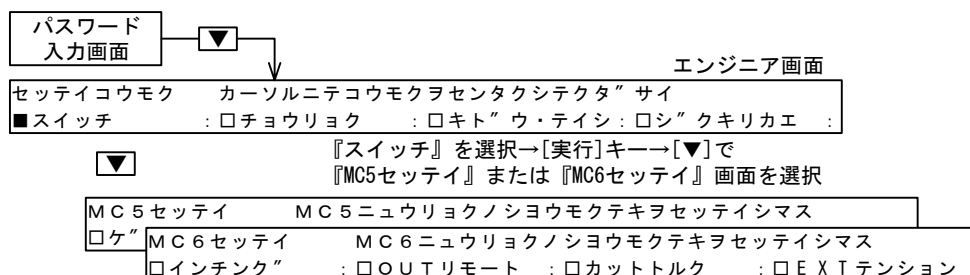 パスワード
入力画面
▼
エンジニア画面
セッテイコウモク　　カーソルニテコウモクヲセンタクシテクタ゛サイ
■スイッチ　　：□チョウリョク　　：□キト゛ウ・テイシ：□シ゛クキリカエ　：
▼
『スイッチ』を選択→[実行]キー→[▼]で
『MC5セッテイ』または『MC6セッテイ』画面を選択
ＭＣ５セッテイ　　ＭＣ５ニュウリョクノシヨウモクテキヲセッテイシマス
□ケ゛
ＭＣ６セッテイ　　ＭＣ６ニュウリョクノシヨウモクテキヲセッテイシマス
□インチンク゛　　：□ＯＵＴリモート　：□カットトルク　　：□ＥＸＩテンション